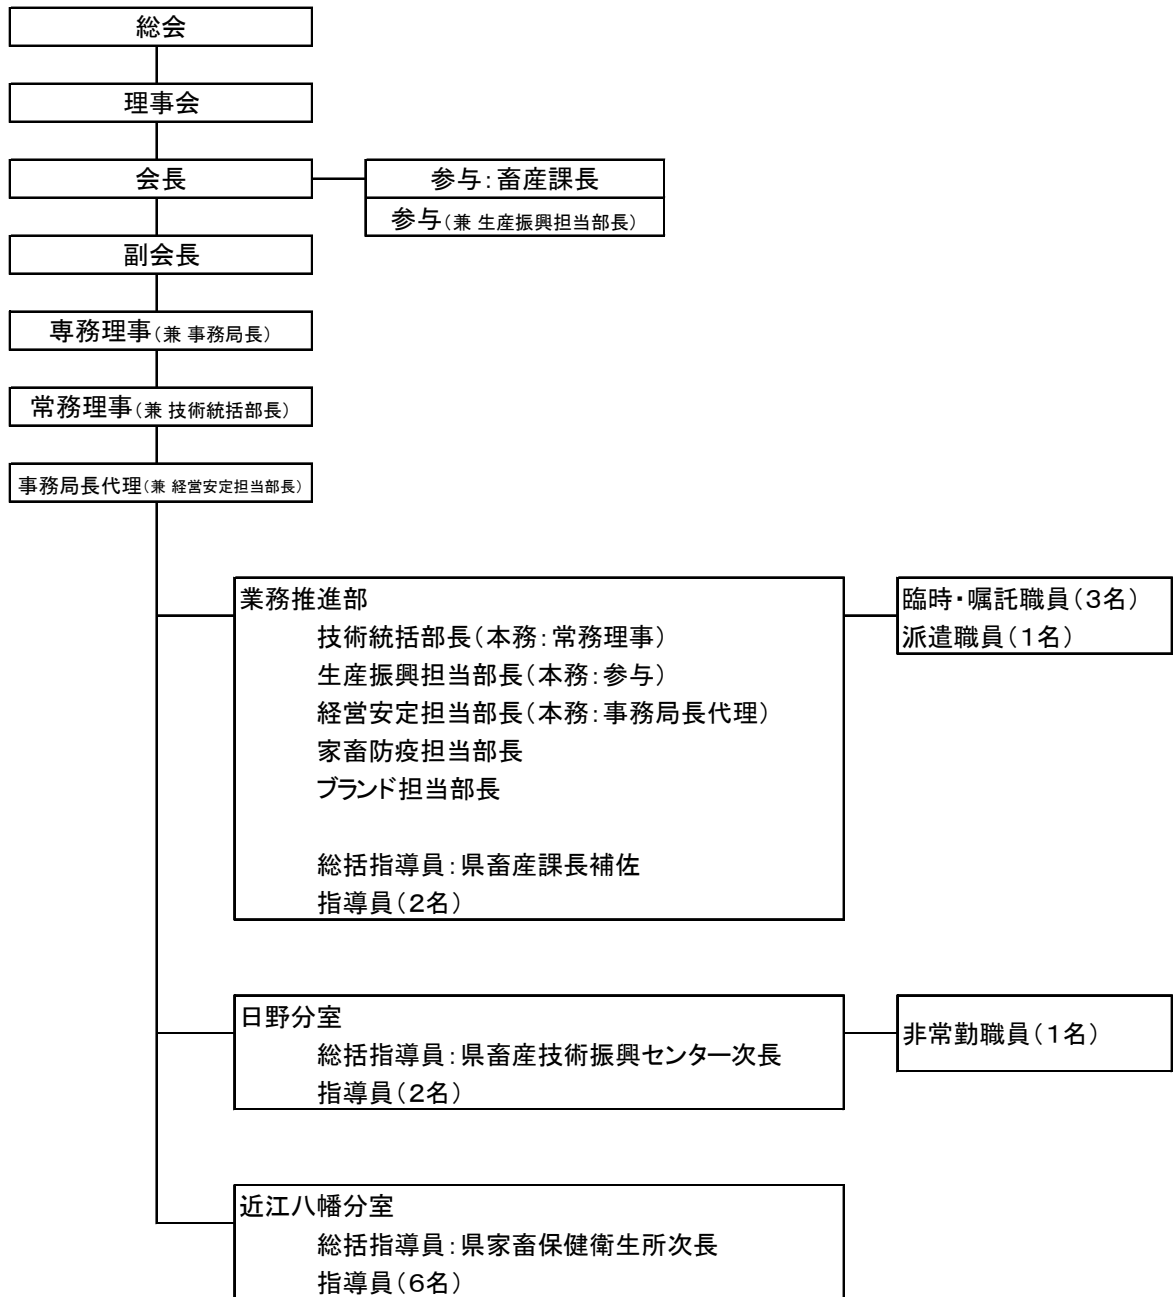 総会
理事会
会長
参与：畜産課長
参与（兼 生産振興担当部長）
副会長
専務理事（兼 事務局長）
常務理事（兼 技術統括部長）
事務局長代理（兼 経営安定担当部長）
業務推進部
技術統括部長（本務：常務理事）
生産振興担当部長（本務：参与）
経営安定担当部長（本務：事務局長代理）
家畜防疫担当部長
ブランド担当部長
総括指導員：県畜産課長補佐
指導員（２名）
臨時・嘱託職員（３名）
派遣職員（１名）
日野分室
総括指導員：県畜産技術振興センター次長
指導員（２名）
非常勤職員（１名）
近江八幡分室
総括指導員：県家畜保健衛生所次長
指導員（６名）